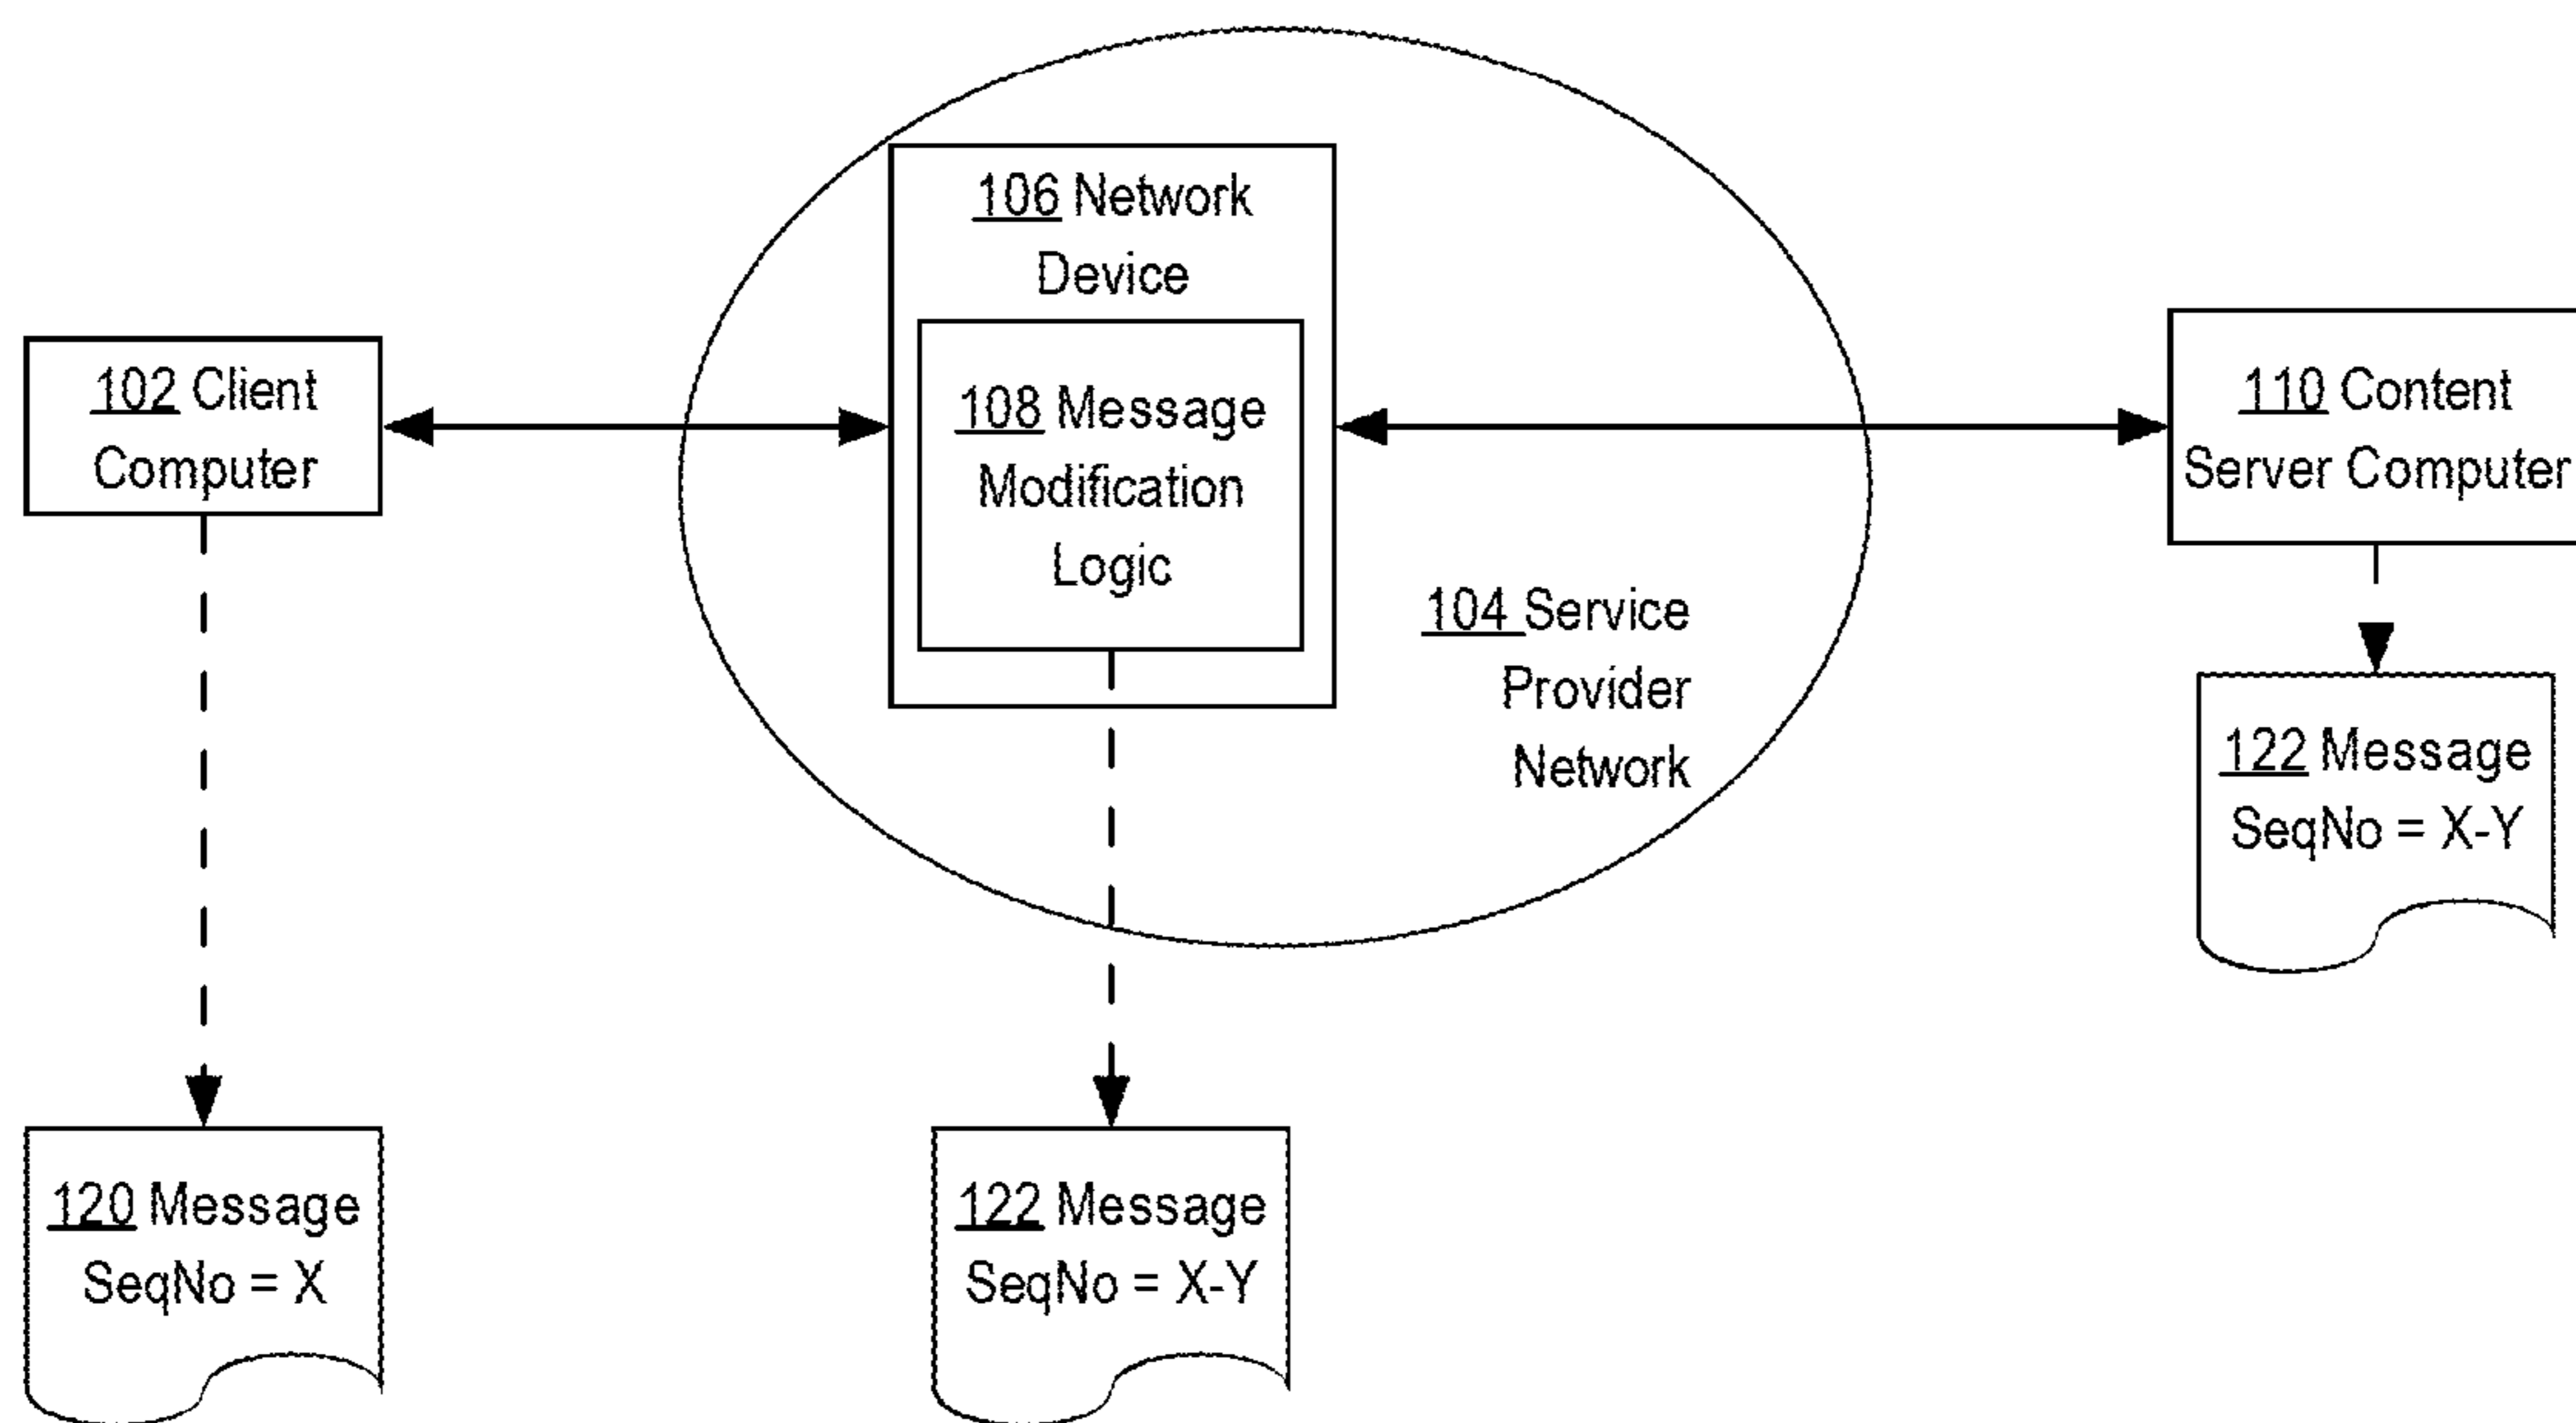 106 Network
Device
102 Client
Computer
108 Message
Modification
Logic
110 Content
Server Computer
104 Service
Provider
Network
122 Message
SeqNo = X-Y
120 Message
SeqNo = X
122 Message
SeqNo = X-Y